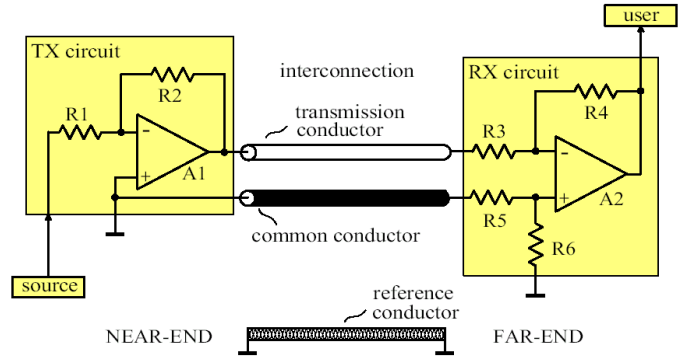 user
TX circuit
interconnection
RX circuit
R2
R4
R1
transmission
conductor
R3
-
-
A1
+
+
A2
R5
common conductor
R6
source
reference
conductor
NEAR-END
FAR-END